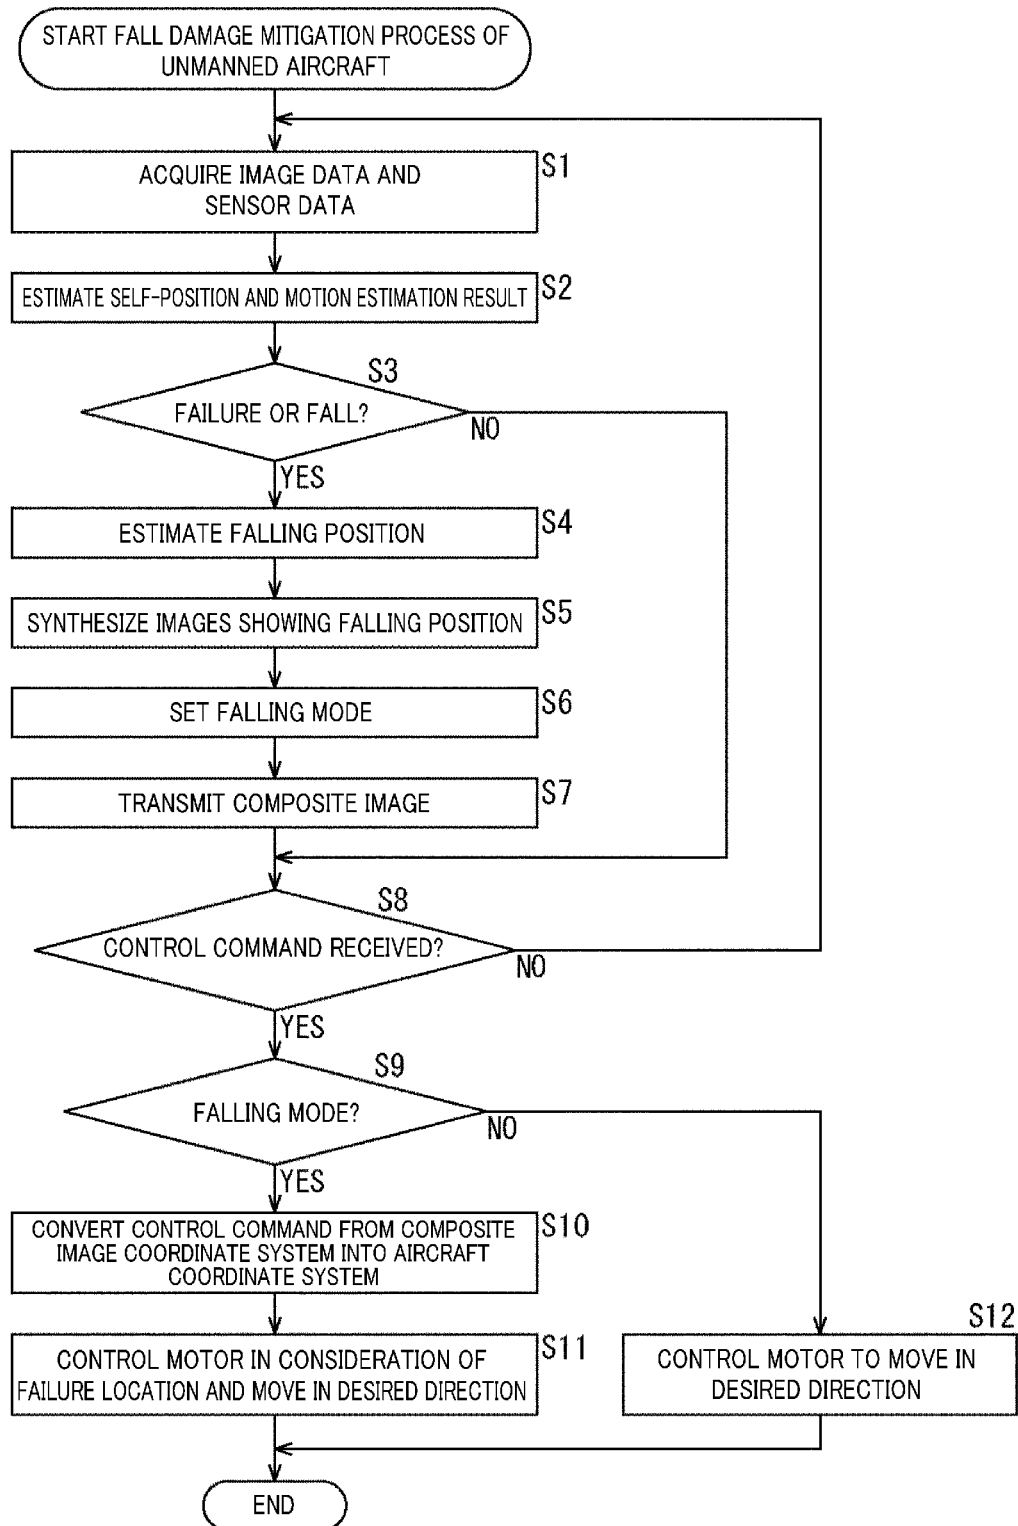 START FALL DAMAGE MITIGATION PROCESS OF
UNMANNED AIRCRAFT
ACQUIRE IMAGE DATA AND
SENSOR DATA
S1
ESTIMATE SELF-POSITION AND MOTION ESTIMATION RESULT
S2
S3
FAILURE OR FALL?
NO
YES
ESTIMATE FALLING POSITION
S4
SYNTHESIZE IMAGES SHOWING FALLING POSITION
S5
SET FALLING MODE
S6
TRANSMIT COMPOSITE IMAGE
S7
S8
CONTROL COMMAND RECEIVED?
NO
YES
S9
FALLING MODE?
NO
YES
CONVERT CONTROL COMMAND FROM COMPOSITE
IMAGE COORDINATE SYSTEM INTO AIRCRAFT
COORDINATE SYSTEM
S10
CONTROL MOTOR IN CONSIDERATION OF
FAILURE LOCATION AND MOVE IN DESIRED DIRECTION
S11
S12
CONTROL MOTOR TO MOVE IN
DESIRED DIRECTION
END